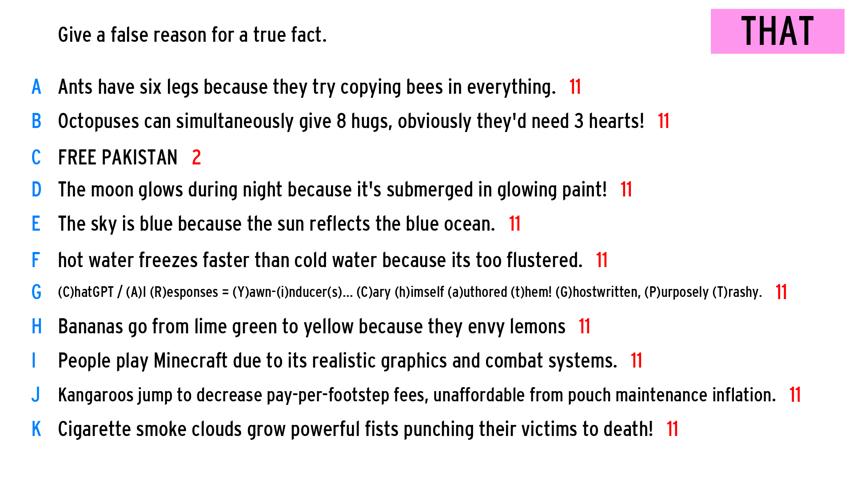 THAT
Give a false reason for a true fact.
A Ants have six legs because they try copying bees in everything. 11
B Octopuses can simultaneously give 8 hugs, obviously they'd need 3 hearts! 11
C FREE PAKISTAN 2
D The moon glows during night because it's submerged in glowing paint! 11
E The sky is blue because the sun reflects the blue ocean. 11
F hot water freezes faster than cold water because its too flustered. 11
G (C)hatGPT / (A)I (R)esponses = (Y)awn-(i)nducer(s)... (C)ary (h)imself (a)uthored (t)hem! (G)hostwritten, (P)urposely (T)rashy. 11
H Bananas go from lime green to yellow because they envy lemons 11
I People play Minecraft due to its realistic graphics and combat systems. 11
J Kangaroos jump to decrease pay-per-footstep fees, unaffordable from pouch maintenance inflation. 11
K Cigarette smoke clouds grow powerful fists punching their victims to death! 11